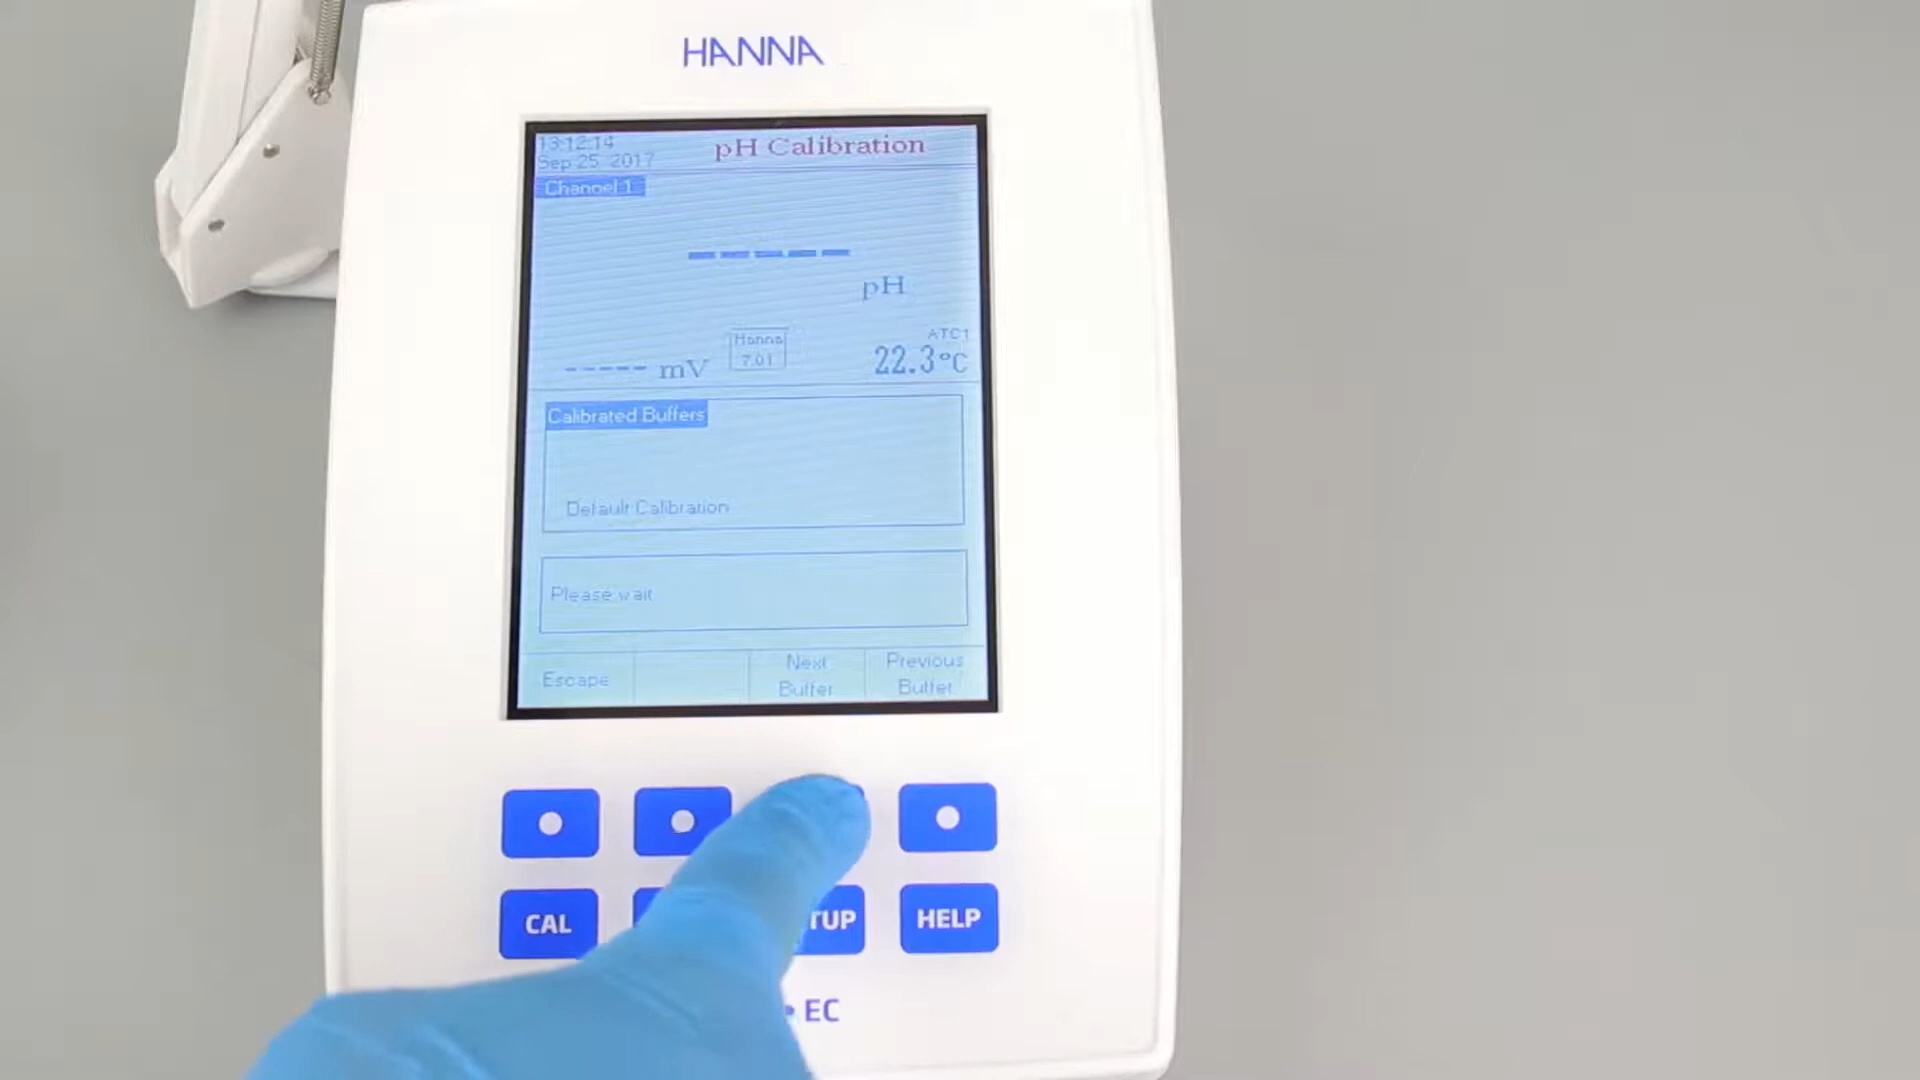 HANNA
13:12:14
Sep 25 2017
pH Calibration
Channel 1
-----
pH
----- mV
Hanna
7.01
ATC1
22.3°C
Calibrated Buffers
Default Calibration
Please wait
Escape
Next
Buffer
Previous
Buffer
CAL
TUP
HELP
• EC